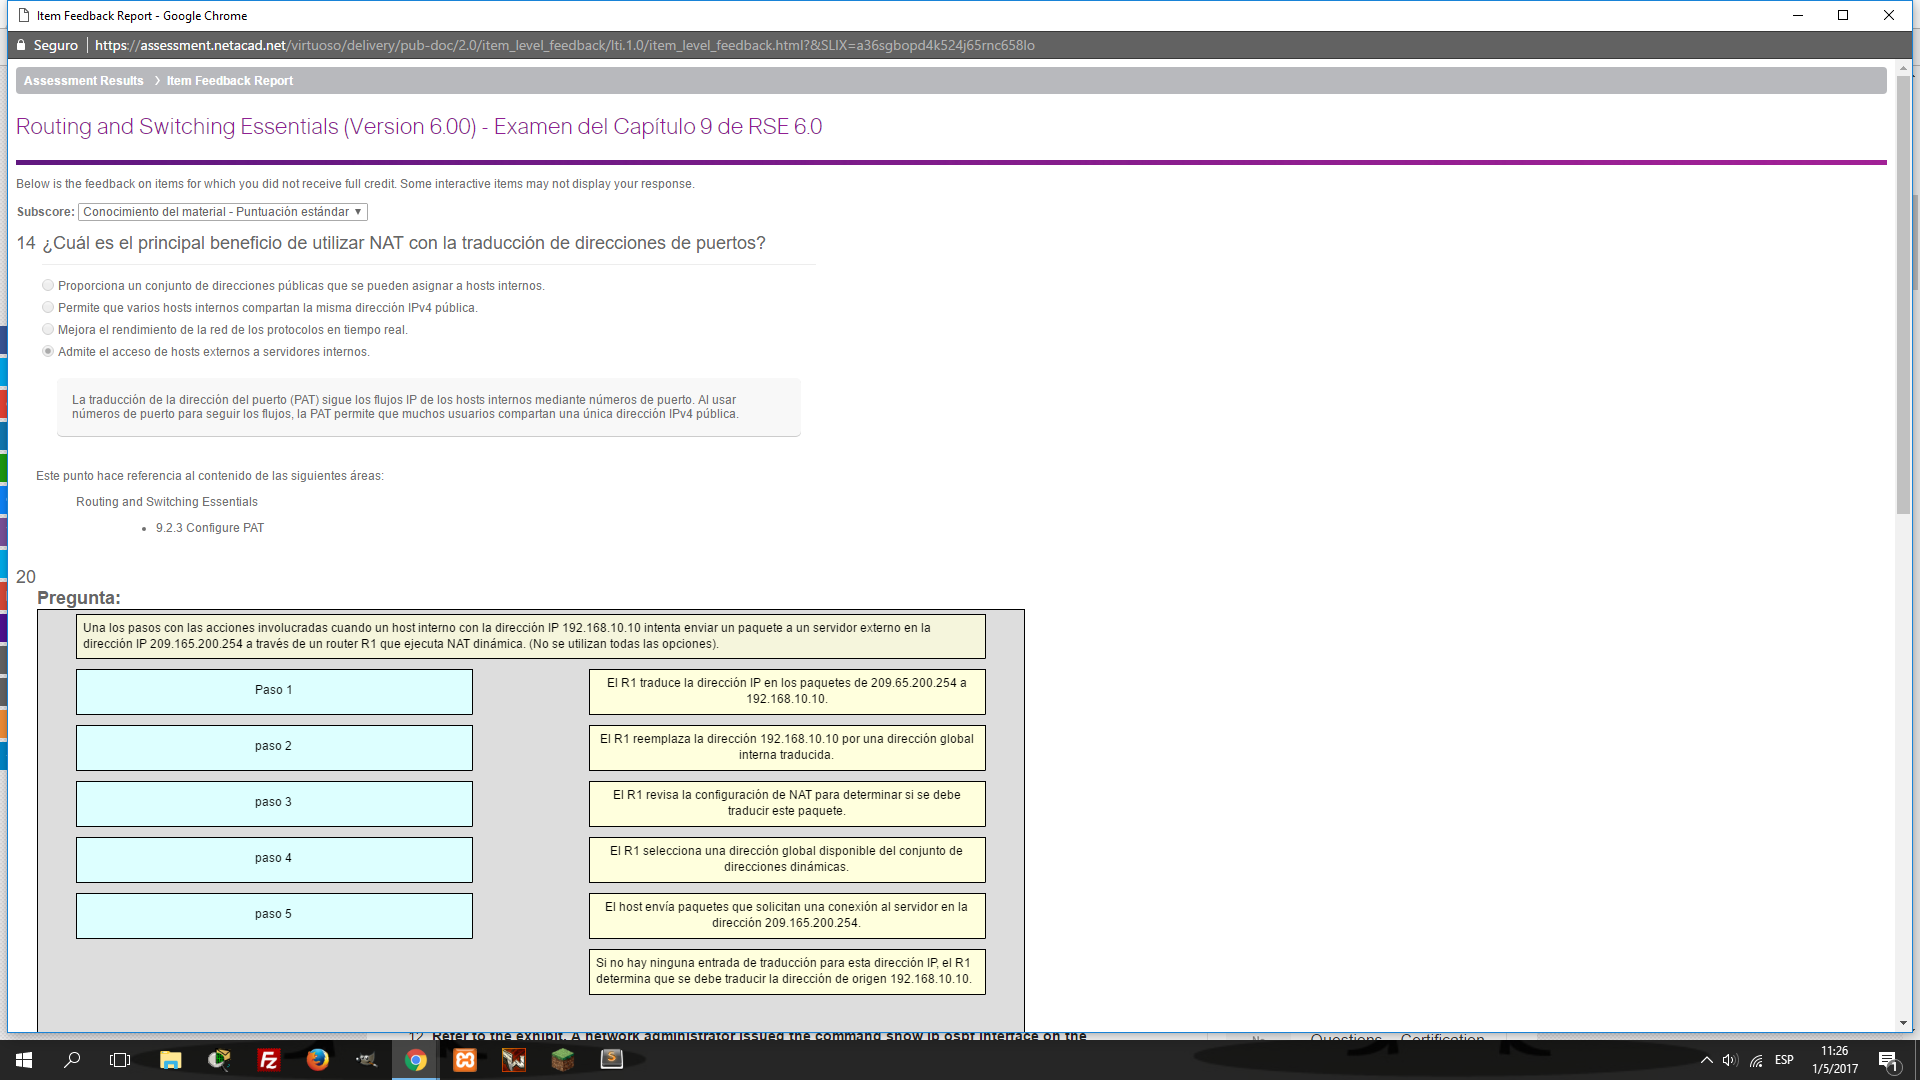 Item Feedback Report - Google Chrome
Seguro
https://assessment.netacad.net/virtuoso/delivery/pub-doc/2.0/item_level_feedback/lti.1.0/item_level_feedback.html?&SLIX=a36sgbopd4k524j65rnc658lo
Assessment Results > Item Feedback Report
Routing and Switching Essentials (Version 6.00) - Examen del Capítulo 9 de RSE 6.0
Below is the feedback on items for which you did not receive full credit. Some interactive items may not display your response.
Subscore: Conocimiento del material - Puntuación estándar
14 ¿Cuál es el principal beneficio de utilizar NAT con la traducción de direcciones de puertos?
Proporciona un conjunto de direcciones públicas que se pueden asignar a hosts internos.
Permite que varios hosts internos compartan la misma dirección IPv4 pública.
Mejora el rendimiento de la red de los protocolos en tiempo real.
Admite el acceso de hosts externos a servidores internos.
La traducción de la dirección del puerto (PAT) sigue los flujos IP de los hosts internos mediante números de puerto. Al usar
números de puerto para seguir los flujos, la PAT permite que muchos usuarios compartan una única dirección IPv4 pública.
Este punto hace referencia al contenido de las siguientes áreas:
Routing and Switching Essentials
• 9.2.3 Configure PAT
20
Pregunta:
Una los pasos con las acciones involucradas cuando un host interno con la dirección IP 192.168.10.10 intenta enviar un paquete a un servidor externo en la
dirección IP 209.165.200.254 a través de un router R1 que ejecuta NAT dinámica. (No se utilizan todas las opciones).
Paso 1
paso 2
paso 3
paso 4
paso 5
El R1 traduce la dirección IP en los paquetes de 209.65.200.254 a
192.168.10.10.
El R1 reemplaza la dirección 192.168.10.10 por una dirección global
interna traducida.
El R1 revisa la configuración de NAT para determinar si se debe
traducir este paquete.
El R1 selecciona una dirección global disponible del conjunto de
direcciones dinámicas.
El host envía paquetes que solicitan una conexión al servidor en la
dirección 209.165.200.254.
Si no hay ninguna entrada de traducción para esta dirección IP, el R1
determina que se debe traducir la dirección de origen 192.168.10.10.
12. Refer to the exhibit. A network administrator issued the command show ip ospf interface on the
Questions – Certification
ESP
11:26
1/5/2017
1